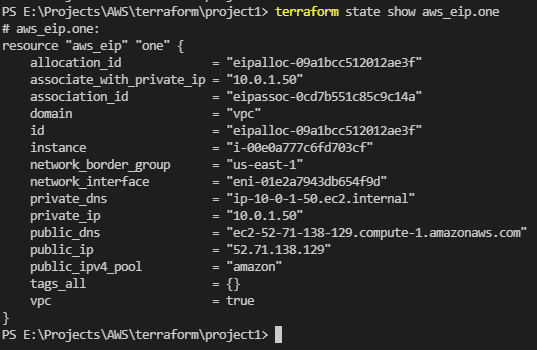 PS E:\Projects\AWS\terraform\project1> terraform state show aws_eip.one
# aws_eip.one:
resource "aws_eip" "one" {
    allocation_id             = "eipalloc-09a1bcc512012ae3f"
    associate_with_private_ip = "10.0.1.50"
    association_id            = "eipassoc-0cd7b551c85c9c14a"
    domain                    = "vpc"
    id                        = "eipalloc-09a1bcc512012ae3f"
    instance                  = "i-00e0a777c6fd703cf"
    network_border_group      = "us-east-1"
    network_interface         = "eni-01e2a7943db654f9d"
    private_dns               = "ip-10-0-1-50.ec2.internal"
    private_ip                = "10.0.1.50"
    public_dns                = "ec2-52-71-138-129.compute-1.amazonaws.com"
    public_ip                 = "52.71.138.129"
    public_ipv4_pool          = "amazon"
    tags_all                  = {}
    vpc                       = true
}
PS E:\Projects\AWS\terraform\project1>